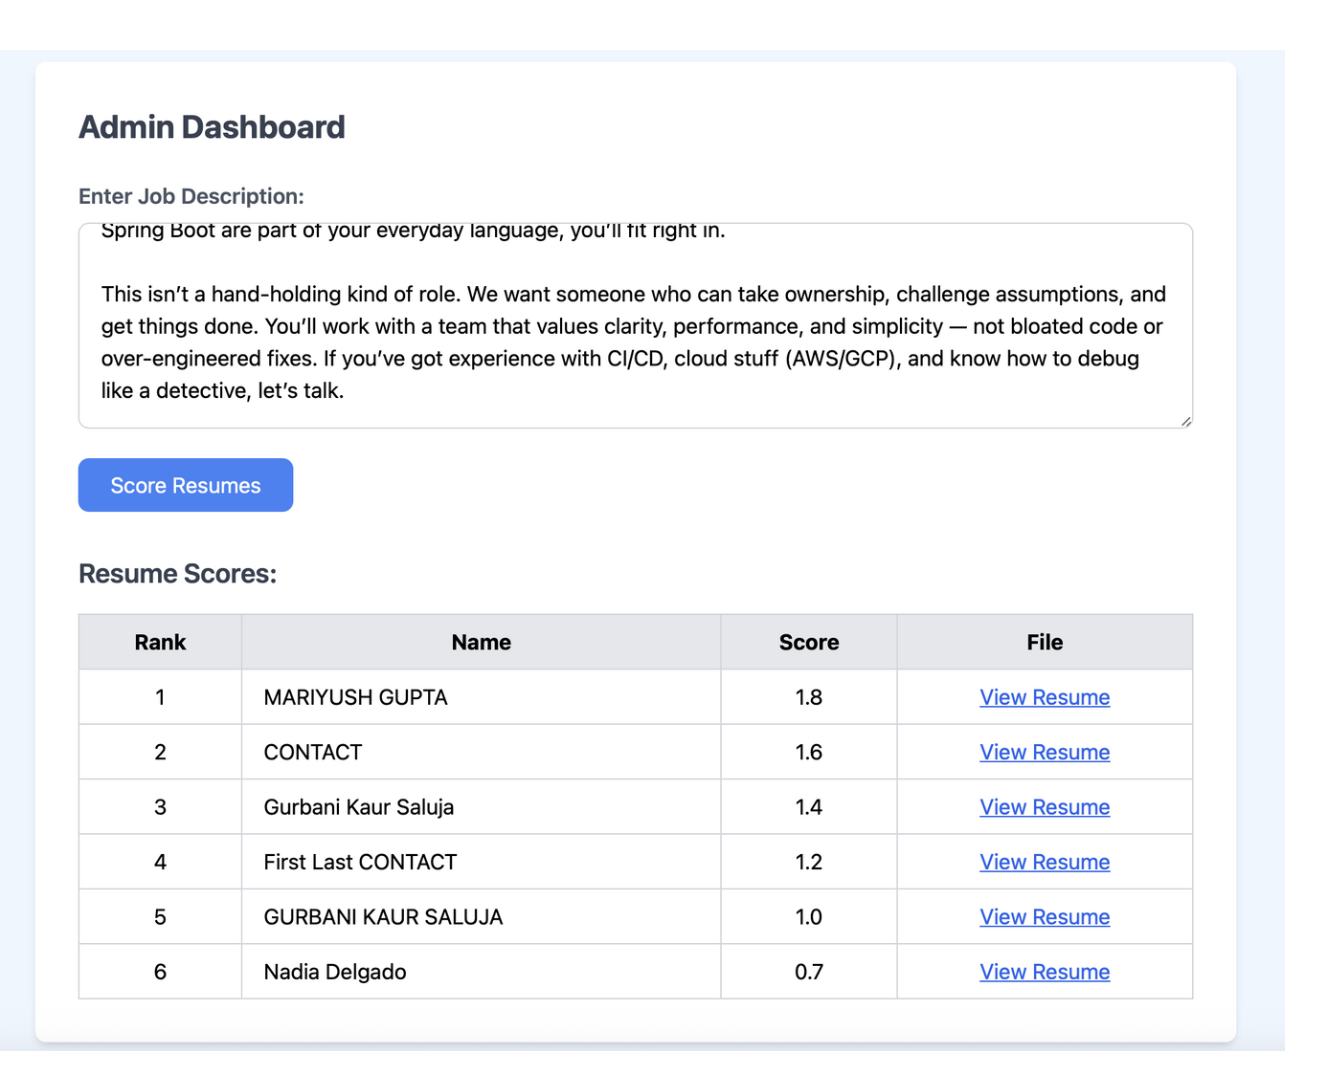 Admin Dashboard
Enter Job Description:
Spring Boot are part of your everyday language, you’ll fit right in.
This isn’t a hand-holding kind of role. We want someone who can take ownership, challenge assumptions, and
get things done. You’ll work with a team that values clarity, performance, and simplicity — not bloated code or
over-engineered fixes. If you’ve got experience with CI/CD, cloud stuff (AWS/GCP), and know how to debug
like a detective, let’s talk.
Score Resumes
Resume Scores:
Rank Name Score File
1 MARIYUSH GUPTA 1.8 View Resume
2 CONTACT 1.6 View Resume
3 Gurbani Kaur Saluja 1.4 View Resume
4 First Last CONTACT 1.2 View Resume
5 GURBANI KAUR SALUJA 1.0 View Resume
6 Nadia Delgado 0.7 View Resume